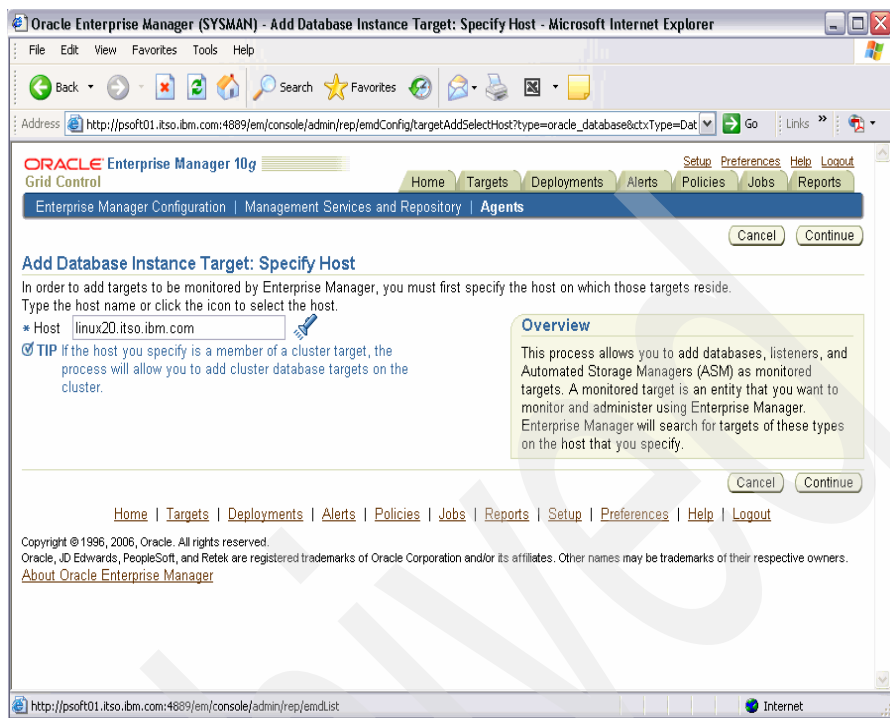 Oracle Enterprise Manager (SYSMAN) - Add Database Instance Target: Specify Host - Microsoft Internet Explorer
File Edit View Favorites Tools Help
Back Search Favorites
Address http://psoft01.itso.ibm.com:4889/em/console/admin/rep/emdConfig/targetAddSelectHost?type=oracle_database&ctxType=Dat Go Links »
ORACLE Enterprise Manager 10g
Grid Control
Setup Preferences Help Logout
Home Targets Deployments Alerts Policies Jobs Reports
Enterprise Manager Configuration | Management Services and Repository | Agents
Cancel Continue
Add Database Instance Target: Specify Host
In order to add targets to be monitored by Enterprise Manager, you must first specify the host on which those targets reside.
Type the host name or click the icon to select the host.
* Host linux20.itso.ibm.com
TIP If the host you specify is a member of a cluster target, the
process will allow you to add cluster database targets on the
cluster.
Overview
This process allows you to add databases, listeners, and
Automated Storage Managers (ASM) as monitored
targets. A monitored target is an entity that you want to
monitor and administer using Enterprise Manager.
Enterprise Manager will search for targets of these types
on the host that you specify.
Cancel Continue
Home | Targets | Deployments | Alerts | Policies | Jobs | Reports | Setup | Preferences | Help | Logout
Copyright © 1996, 2006, Oracle. All rights reserved.
Oracle, JD Edwards, PeopleSoft, and Retek are registered trademarks of Oracle Corporation and/or its affiliates. Other names may be trademarks of their respective owners.
About Oracle Enterprise Manager
http://psoft01.itso.ibm.com:4889/em/console/admin/rep/emdList Internet